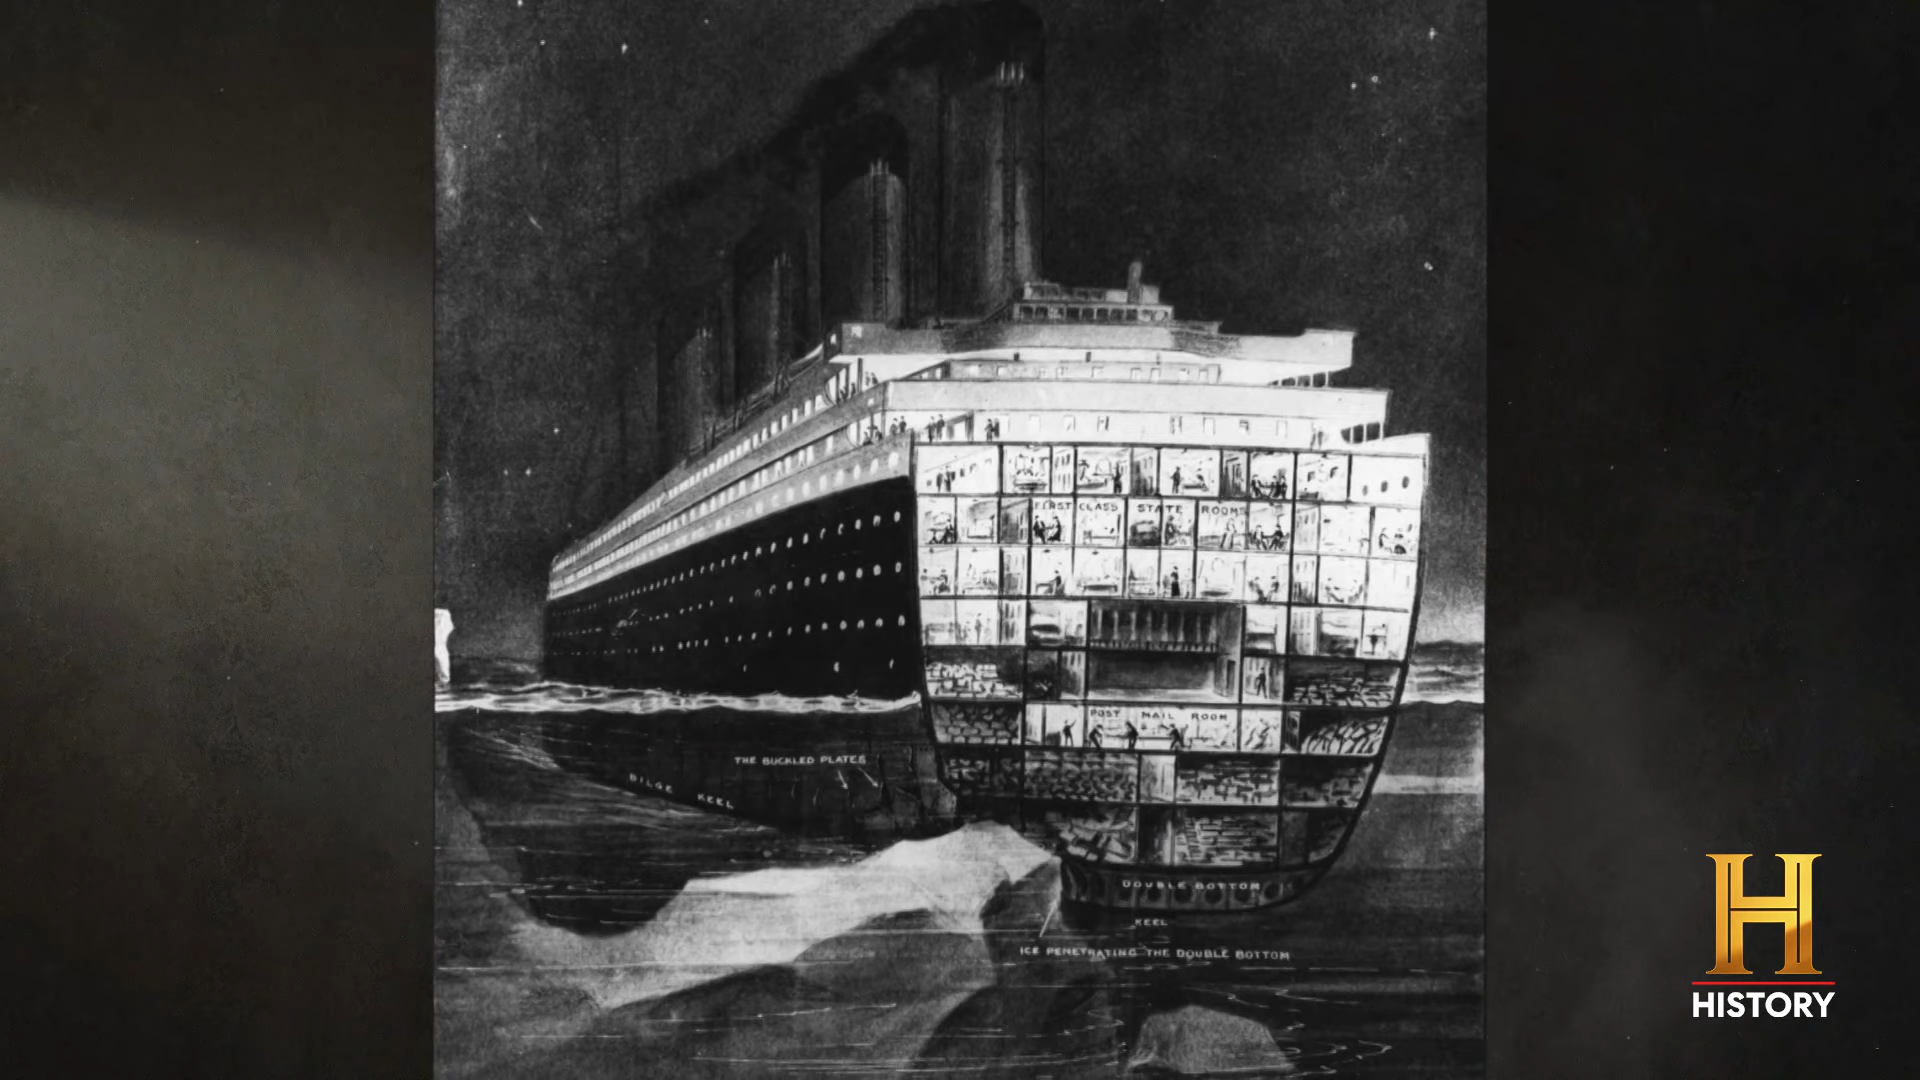 FIRST CLASS STATE ROOMS
POST MAIL ROOM
THE BUCKLED PLATES
BILGE KEEL
DOUBLE BOTTOM
KEEL
ICE PENETRATING THE DOUBLE BOTTOM
H
HISTORY